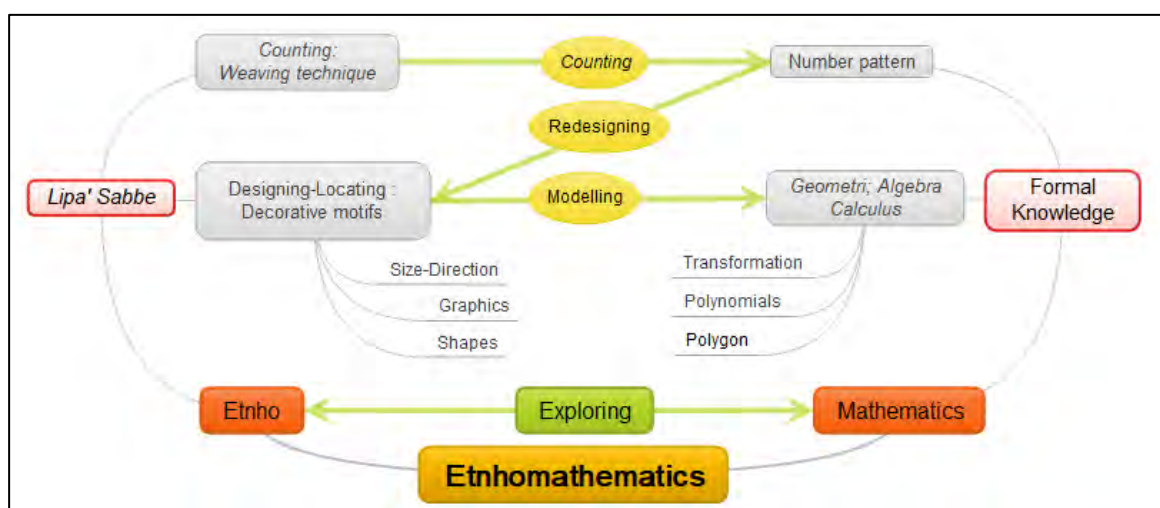 Counting:
Weaving technique
Counting
Number pattern
Redesigning
Lipa' Sabbe
Designing-Locating :
Decorative motifs
Modelling
Geometri; Algebra
Calculus
Formal
Knowledge
Size-Direction
Graphics
Shapes
Transformation
Polynomials
Polygon
Etnho
Exploring
Mathematics
Etnhomathematics